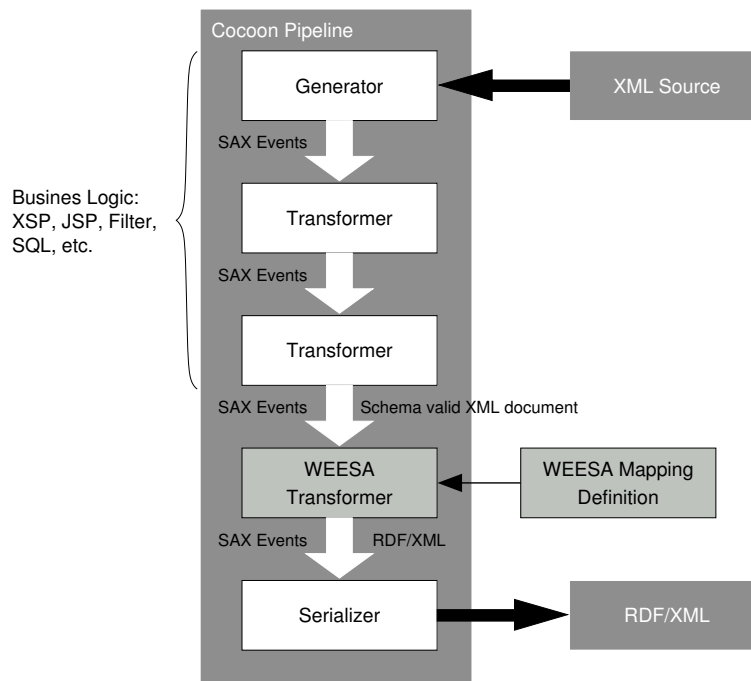 Cocoon Pipeline
Generator
XML Source
SAX Events
Busines Logic:
XSP, JSP, Filter,
SQL, etc.
Transformer
SAX Events
Transformer
SAX Events
Schema valid XML document
WEESA
Transformer
WEESA Mapping
Definition
SAX Events
RDF/XML
Serializer
RDF/XML